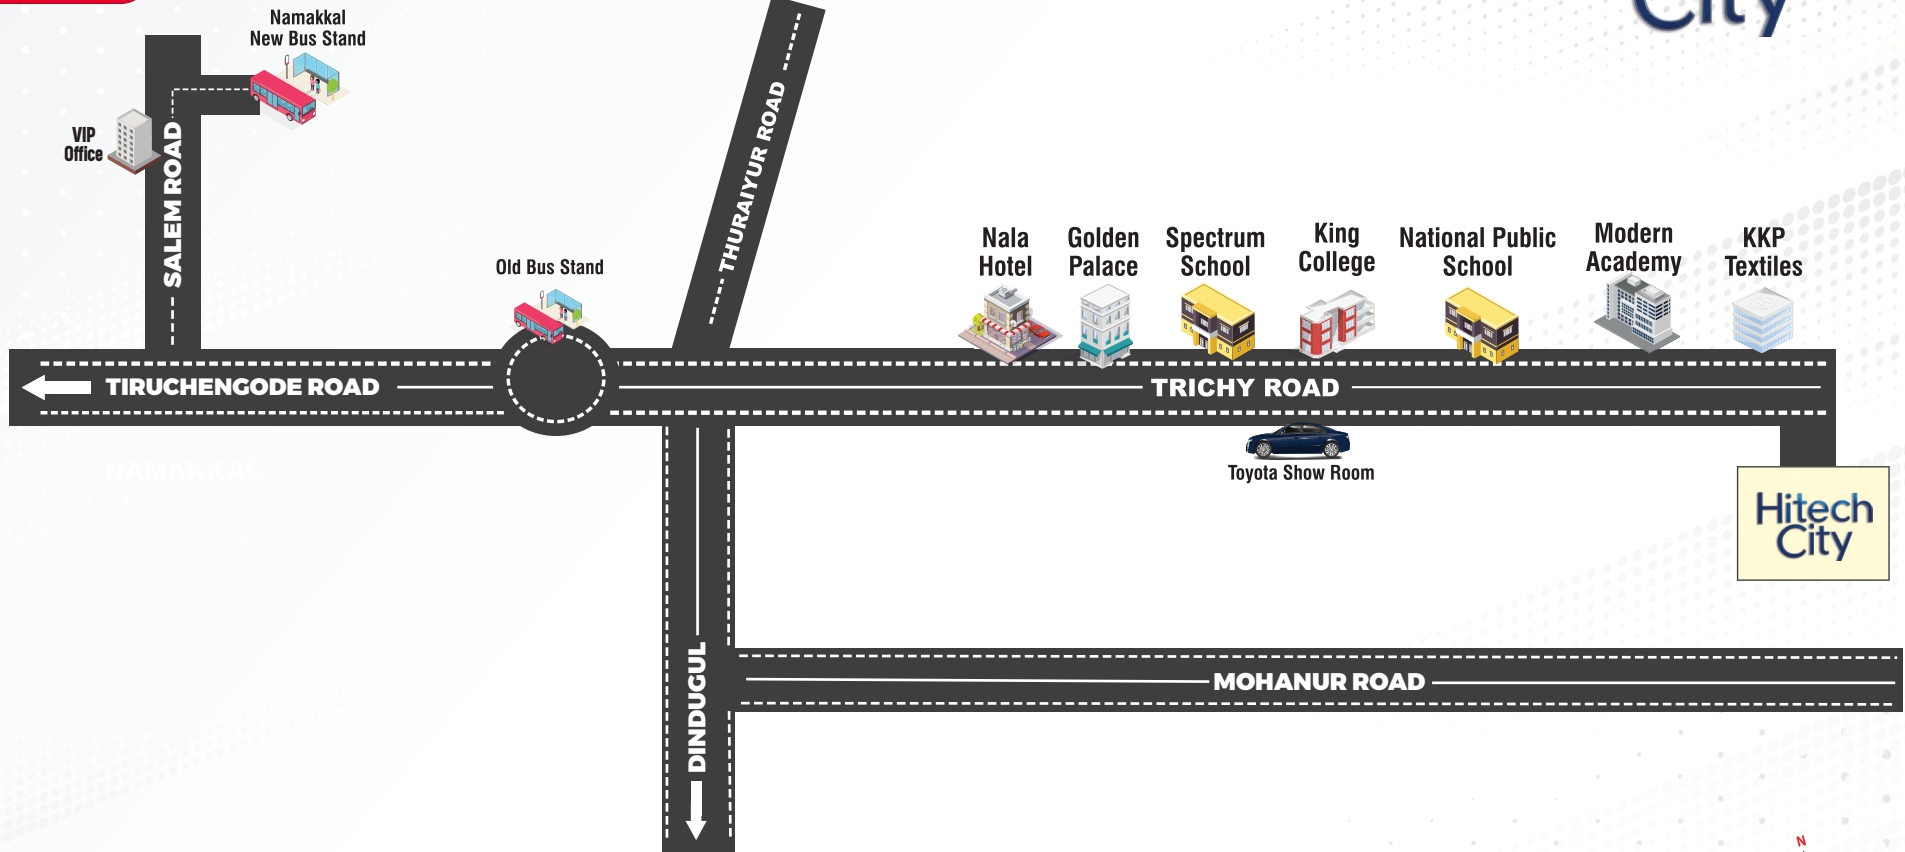 City
Namakkal
New Bus Stand
VIP
Office
SALEM ROAD
THURAIYUR ROAD
Old Bus Stand
Nala
Hotel
Golden
Palace
Spectrum
School
King
College
National Public
School
Modern
Academy
KKP
Textiles
TIRUCHENGODE ROAD
TRICHY ROAD
Toyota Show Room
NAMAKKAL
Hitech
City
DINDUGUL
MOHANUR ROAD
N